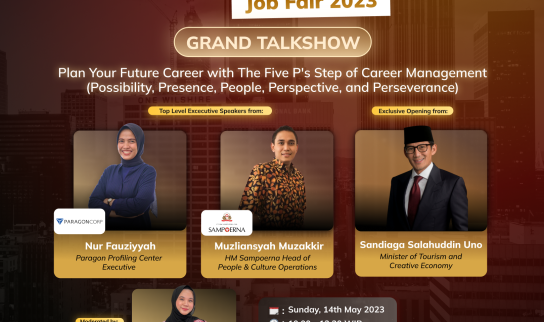 Job Fair 2023
GRAND TALKSHOW
Plan Your Future Career with The Five P's Step of Career Management
(Possibility, Presence, People, Perspective, and Perseverance)
Top Level Excecutive Speakers from:
Exclusive Opening from:
PARAGONCORP
SAMPOERNA
Nur Fauziyyah
Paragon Profiling Center
Executive
Muzliansyah Muzakkir
HM Sampoerna Head of
People & Culture Operations
Sandiaga Salahuddin Uno
Minister of Tourism and
Creative Economy
Moderated by:
: Sunday, 14th May 2023